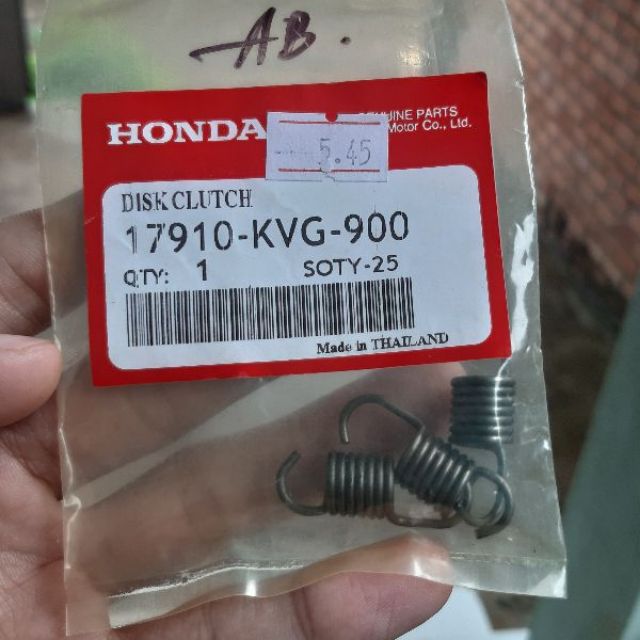 AB.
HONDA
GENUINE PARTS
Motor Co., Ltd.
5.45
DISK CLUTCH
17910-KVG-900
QTY: 1 SOTY-25
Made in THAILAND